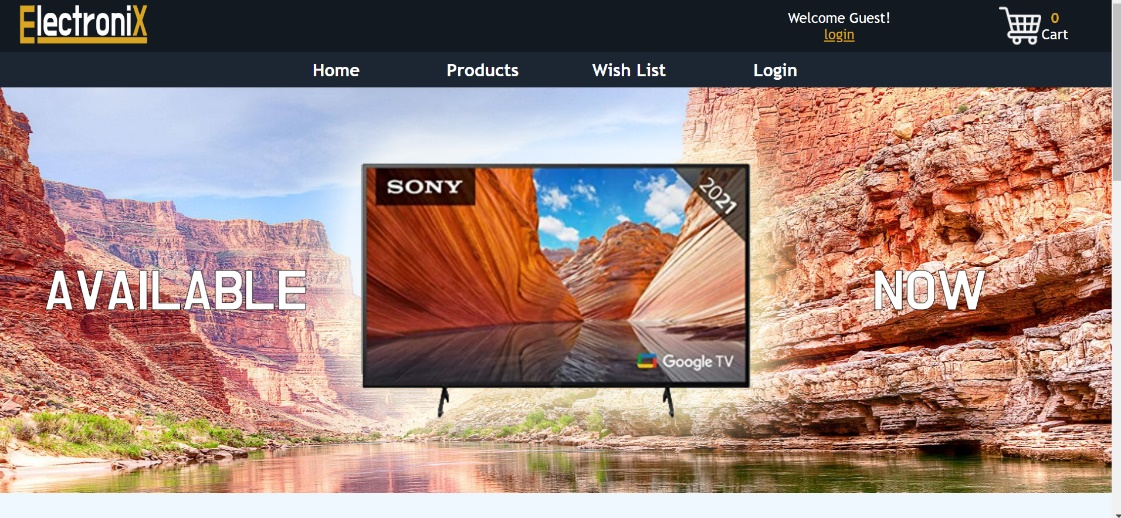 ElectroniX
Welcome Guest!
login
0
Cart
Home Products Wish List Login
SONY
2021
AVAILABLE NOW
Google TV